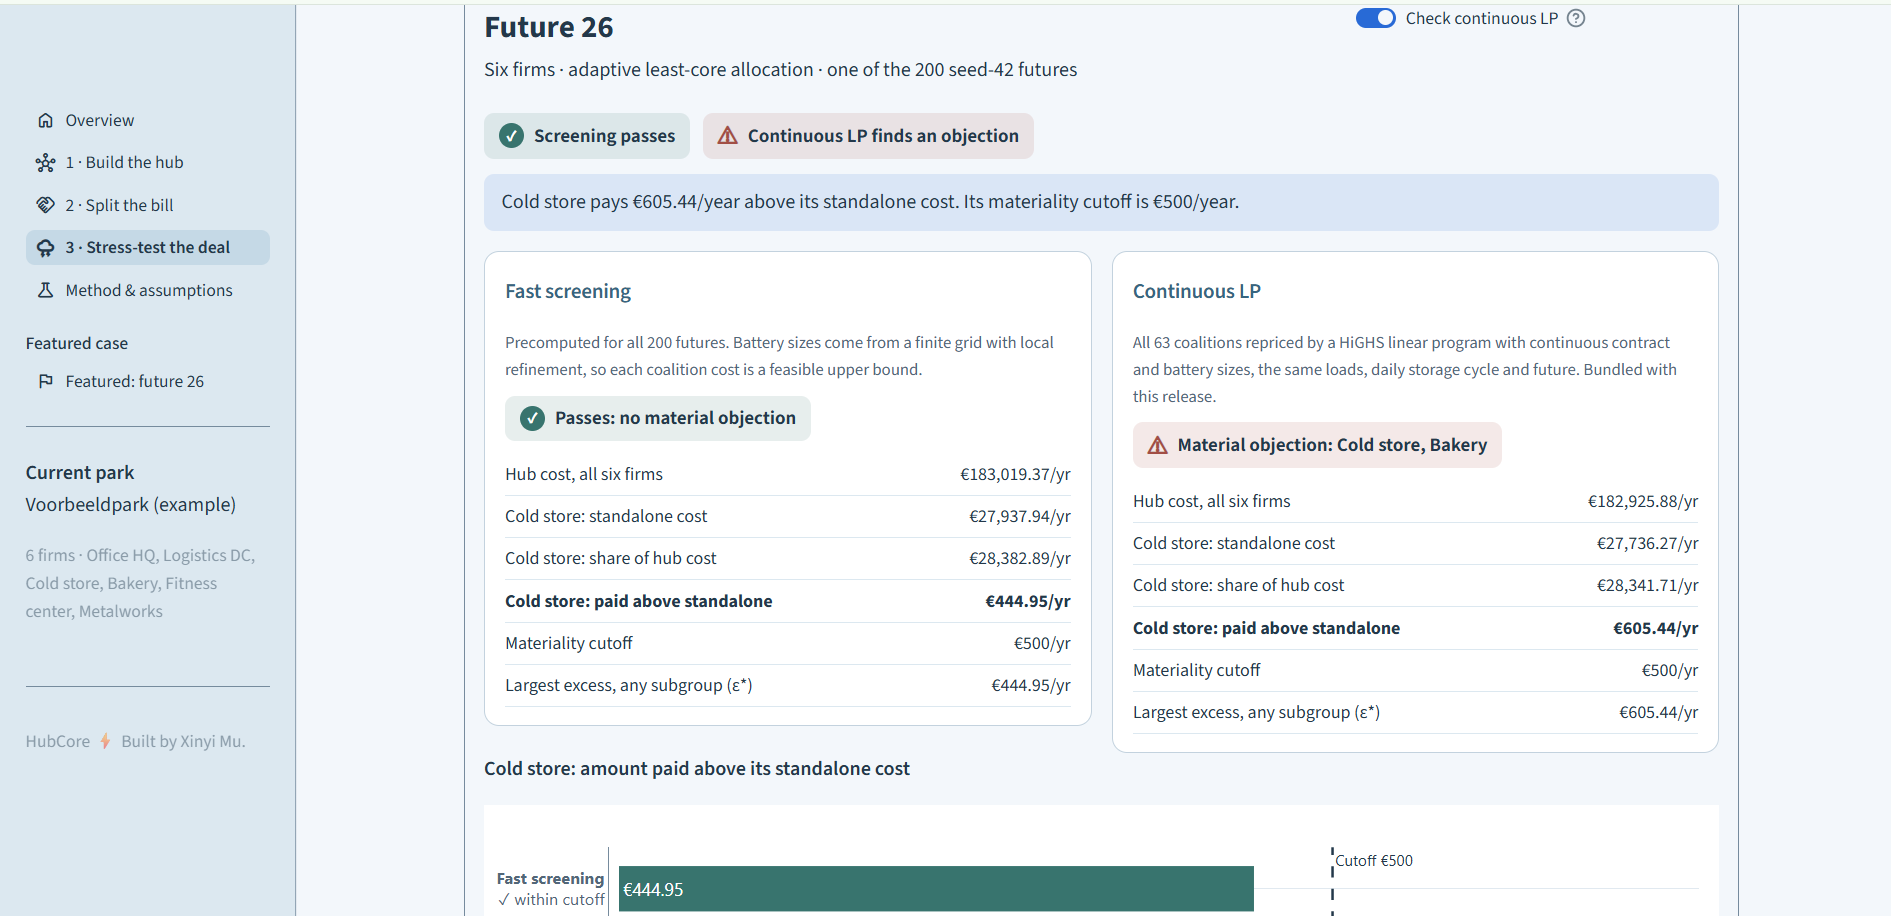 Overview
1 · Build the hub
2 · Split the bill
3 · Stress-test the deal
Method & assumptions
Featured case
Featured: future 26
Current park
Voorbeeldpark (example)
6 firms · Office HQ, Logistics DC,
Cold store, Bakery, Fitness
center, Metalworks
HubCore ⚡ Built by Xinyi Mu.
Future 26
Check continuous LP
Six firms · adaptive least-core allocation · one of the 200 seed-42 futures
Screening passes
Continuous LP finds an objection
Cold store pays €605.44/year above its standalone cost. Its materiality cutoff is €500/year.
Fast screening
Precomputed for all 200 futures. Battery sizes come from a finite grid with local
refinement, so each coalition cost is a feasible upper bound.
Passes: no material objection
Hub cost, all six firms €183,019.37/yr
Cold store: standalone cost €27,937.94/yr
Cold store: share of hub cost €28,382.89/yr
Cold store: paid above standalone €444.95/yr
Materiality cutoff €500/yr
Largest excess, any subgroup (ε*) €444.95/yr
Continuous LP
All 63 coalitions repriced by a HiGHS linear program with continuous contract
and battery sizes, the same loads, daily storage cycle and future. Bundled with
this release.
Material objection: Cold store, Bakery
Hub cost, all six firms €182,925.88/yr
Cold store: standalone cost €27,736.27/yr
Cold store: share of hub cost €28,341.71/yr
Cold store: paid above standalone €605.44/yr
Materiality cutoff €500/yr
Largest excess, any subgroup (ε*) €605.44/yr
Cold store: amount paid above its standalone cost
Cutoff €500
Fast screening
✓ within cutoff
€444.95